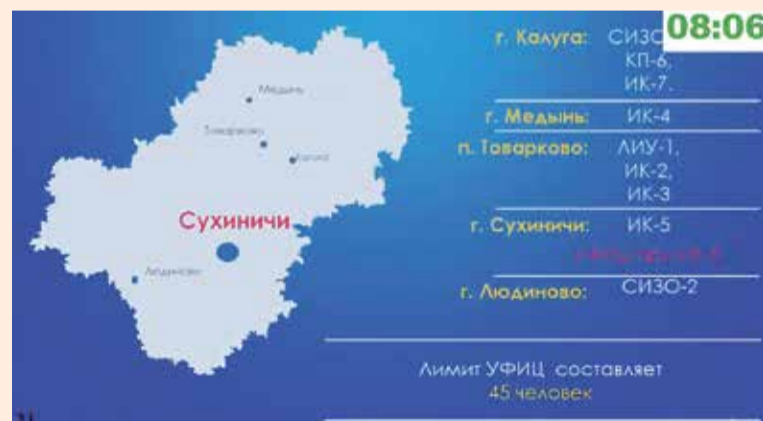 08:06
г. Калуга: СИЗО
КП-6,
ИК-7.
Медынь
г. Медынь: ИК-4
Товарково
г. Товарково: ЛИУ-1,
ИК-2,
ИК-3
Сухиничи
г. Сухиничи: ИК-5
Людиново
г. Людиново: СИЗО-2
Лимит УФИЦ составляет
45 человек